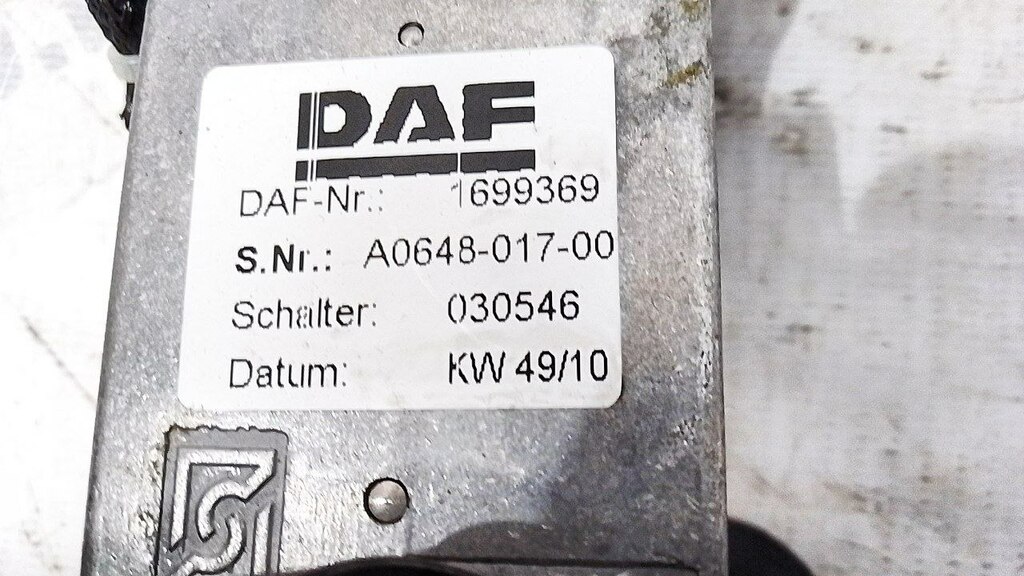 DAF
DAF-Nr.: 1699369
S.Nr.: A0648-017-00
Schalter: 030546
Datum: KW 49/10